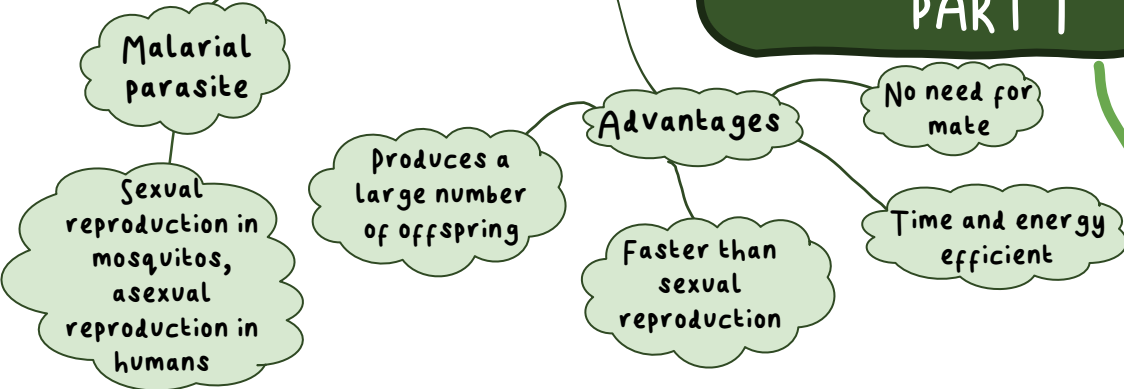 PART 1
Malarial
parasite
Sexual
reproduction in
mosquitos,
asexual
reproduction in
humans
Advantages
Produces a
large number
of offspring
Faster than
sexual
reproduction
No need for
mate
Time and energy
efficient